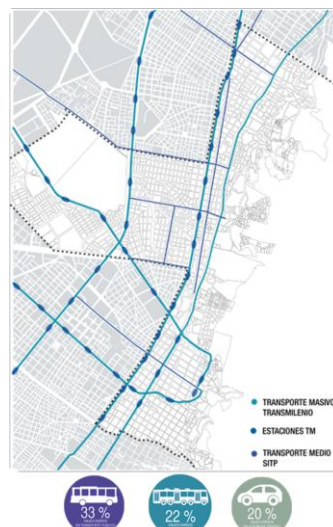 TRANSPORTE MASIVO
TRANSMILENIO
ESTACIONES TM
TRANSPORTE MEDIO
SITP
33 %
22 %
20 %